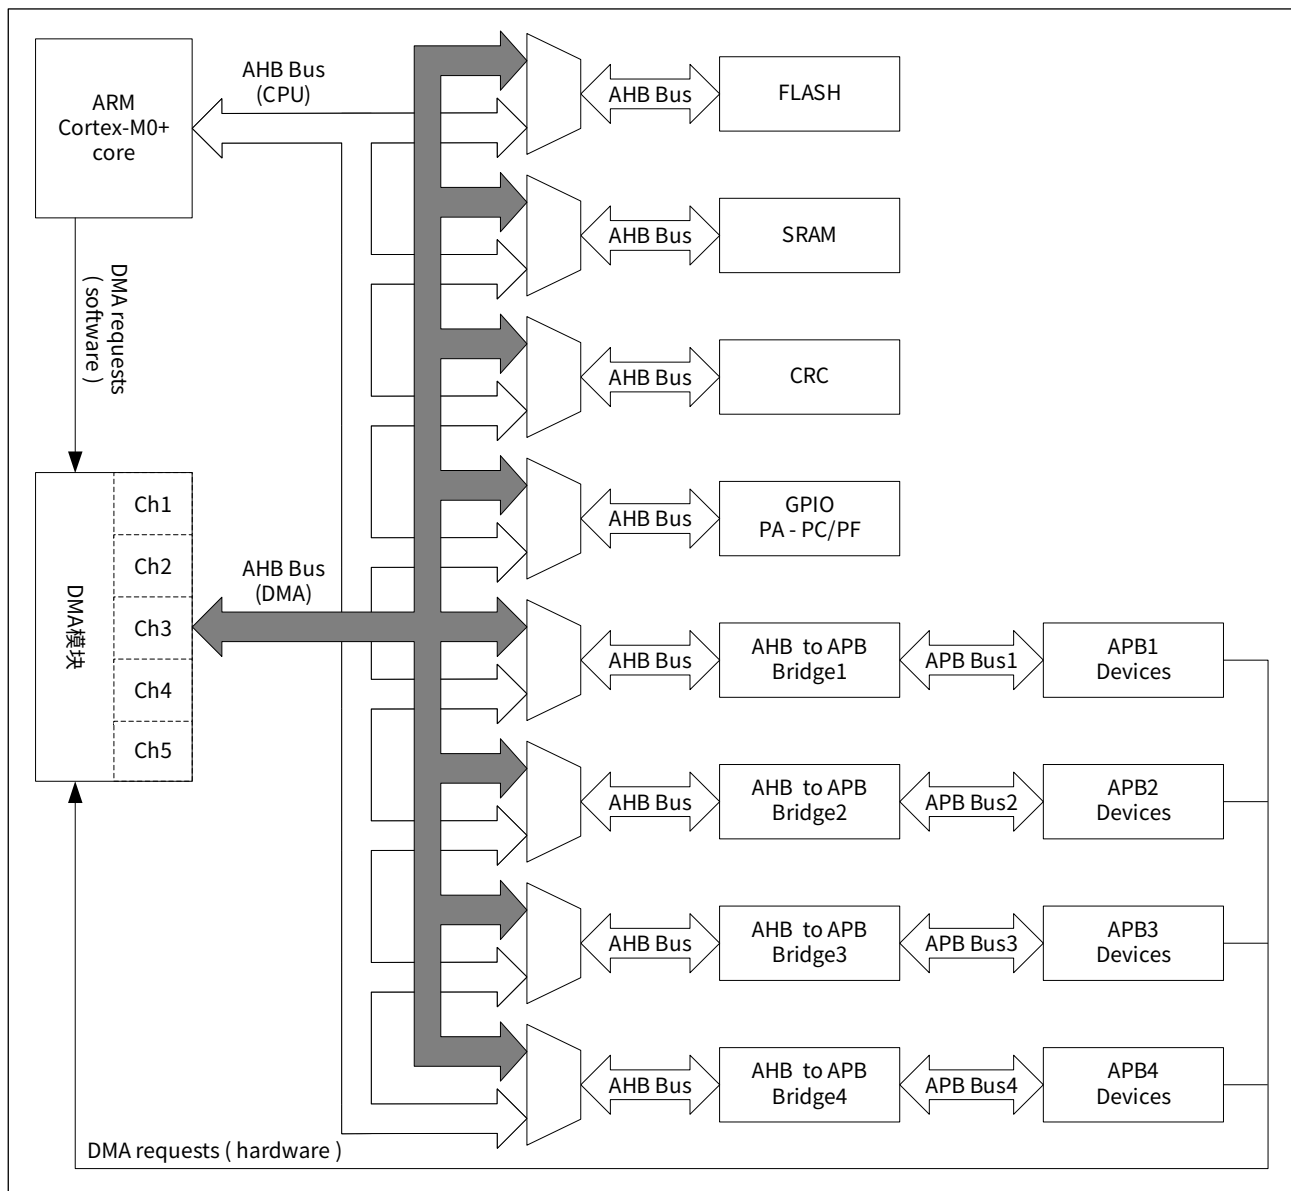 ARM
Cortex-M0+
core
AHB Bus
(CPU)
AHB Bus
FLASH
AHB Bus
SRAM
DMA requests
( software )
AHB Bus
CRC
DMA模块
Ch1
Ch2
Ch3
Ch4
Ch5
AHB Bus
GPIO
PA - PC/PF
AHB Bus
(DMA)
AHB Bus
AHB to APB
Bridge1
APB Bus1
APB1
Devices
AHB Bus
AHB to APB
Bridge2
APB Bus2
APB2
Devices
AHB Bus
AHB to APB
Bridge3
APB Bus3
APB3
Devices
AHB Bus
AHB to APB
Bridge4
APB Bus4
APB4
Devices
DMA requests ( hardware )